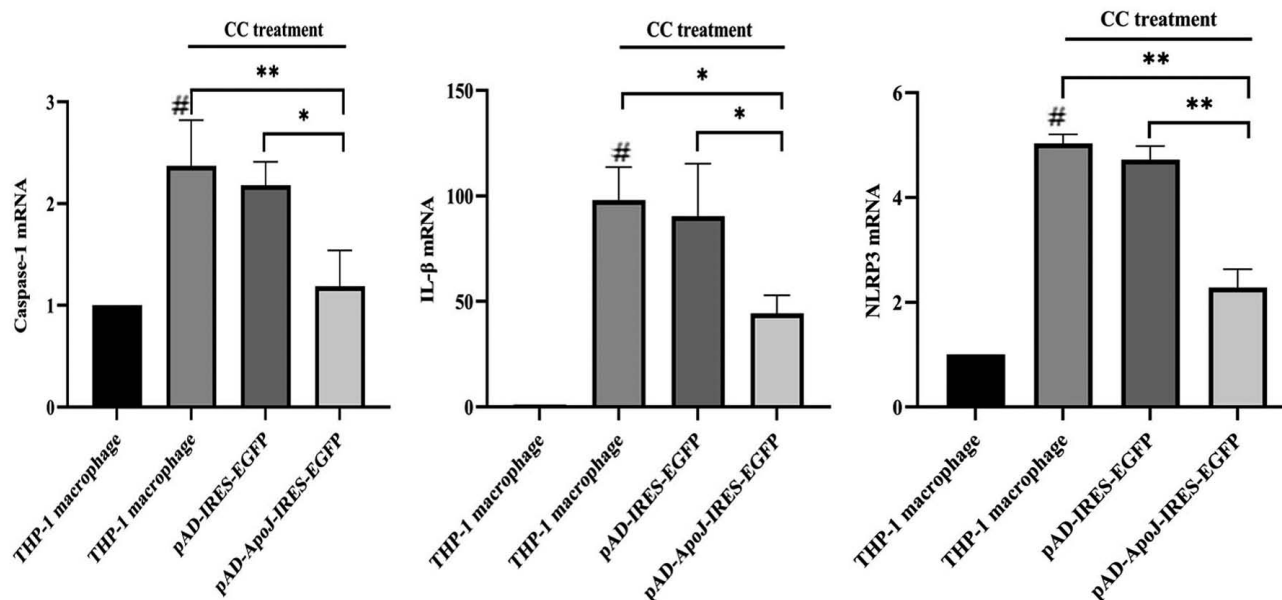 CC treatment
**
#
*
3
2
1
0
Caspase-1 mRNA
THP-1 macrophage
THP-1 macrophage
pAD-IRES-EGFP
pAD-ApoJ-IRES-EGFP
CC treatment
*
*
#
150
100
50
0
IL-β mRNA
THP-1 macrophage
THP-1 macrophage
pAD-IRES-EGFP
pAD-ApoJ-IRES-EGFP
CC treatment
**
**
#
6
4
2
0
NLRP3 mRNA
THP-1 macrophage
THP-1 macrophage
pAD-IRES-EGFP
pAD-ApoJ-IRES-EGFP